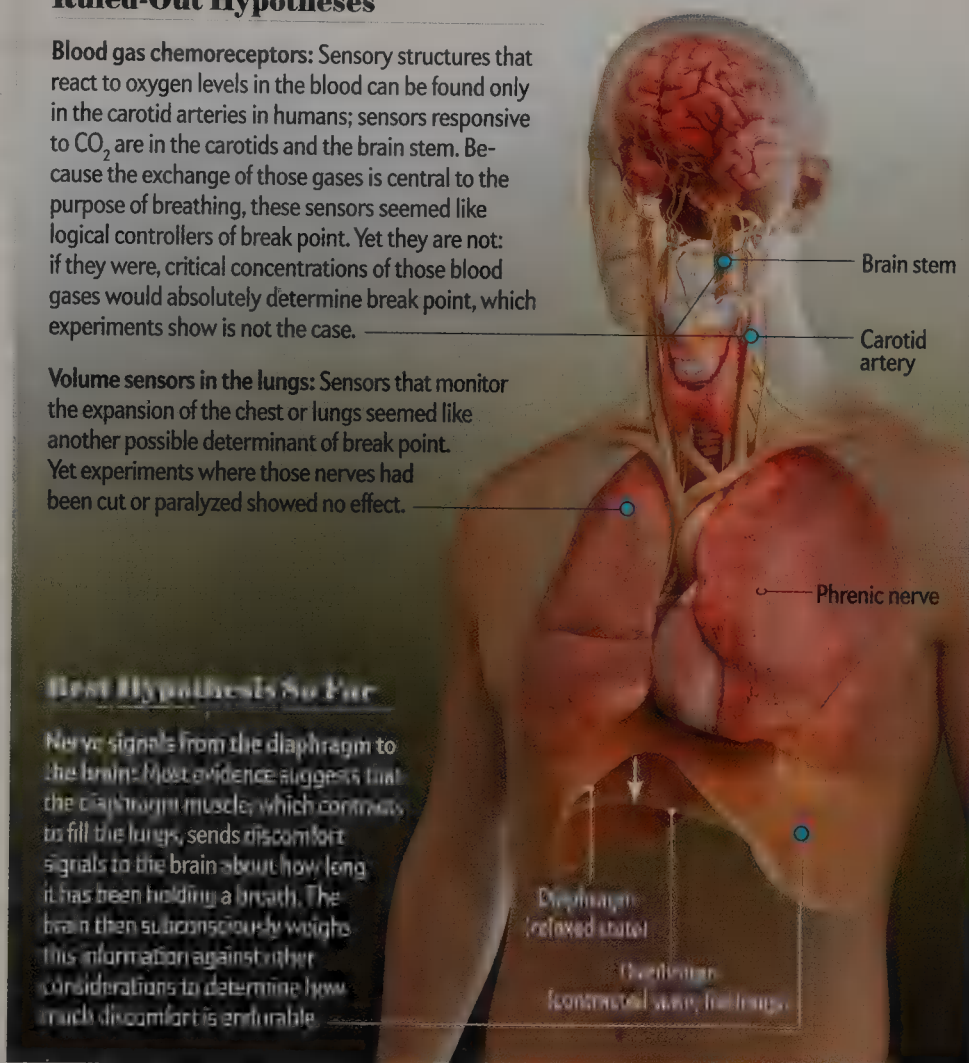 Ruled-Out Hypotheses
Blood gas chemoreceptors: Sensory structures that
react to oxygen levels in the blood can be found only
in the carotid arteries in humans; sensors responsive
to CO₂ are in the carotids and the brain stem. Be-
cause the exchange of those gases is central to the
purpose of breathing, these sensors seemed like
logical controllers of break point. Yet they are not:
if they were, critical concentrations of those blood
gases would absolutely determine break point, which
experiments show is not the case.
Brain stem
Carotid
artery
Volume sensors in the lungs: Sensors that monitor
the expansion of the chest or lungs seemed like
another possible determinant of break point.
Yet experiments where those nerves had
been cut or paralyzed showed no effect.
Phrenic nerve
Best Hypothesis So Far
Nerve signals from the diaphragm to
the brain: Most evidence suggests that
the diaphragm muscle, which contracts
to fill the lungs, sends discomfort
signals to the brain about how long
it has been holding a breath. The
brain then subconsciously weighs
this information against other
considerations to determine how
much discomfort is endurable.
Diaphragm
(relaxed state)
Diaphragm
(contracted state,